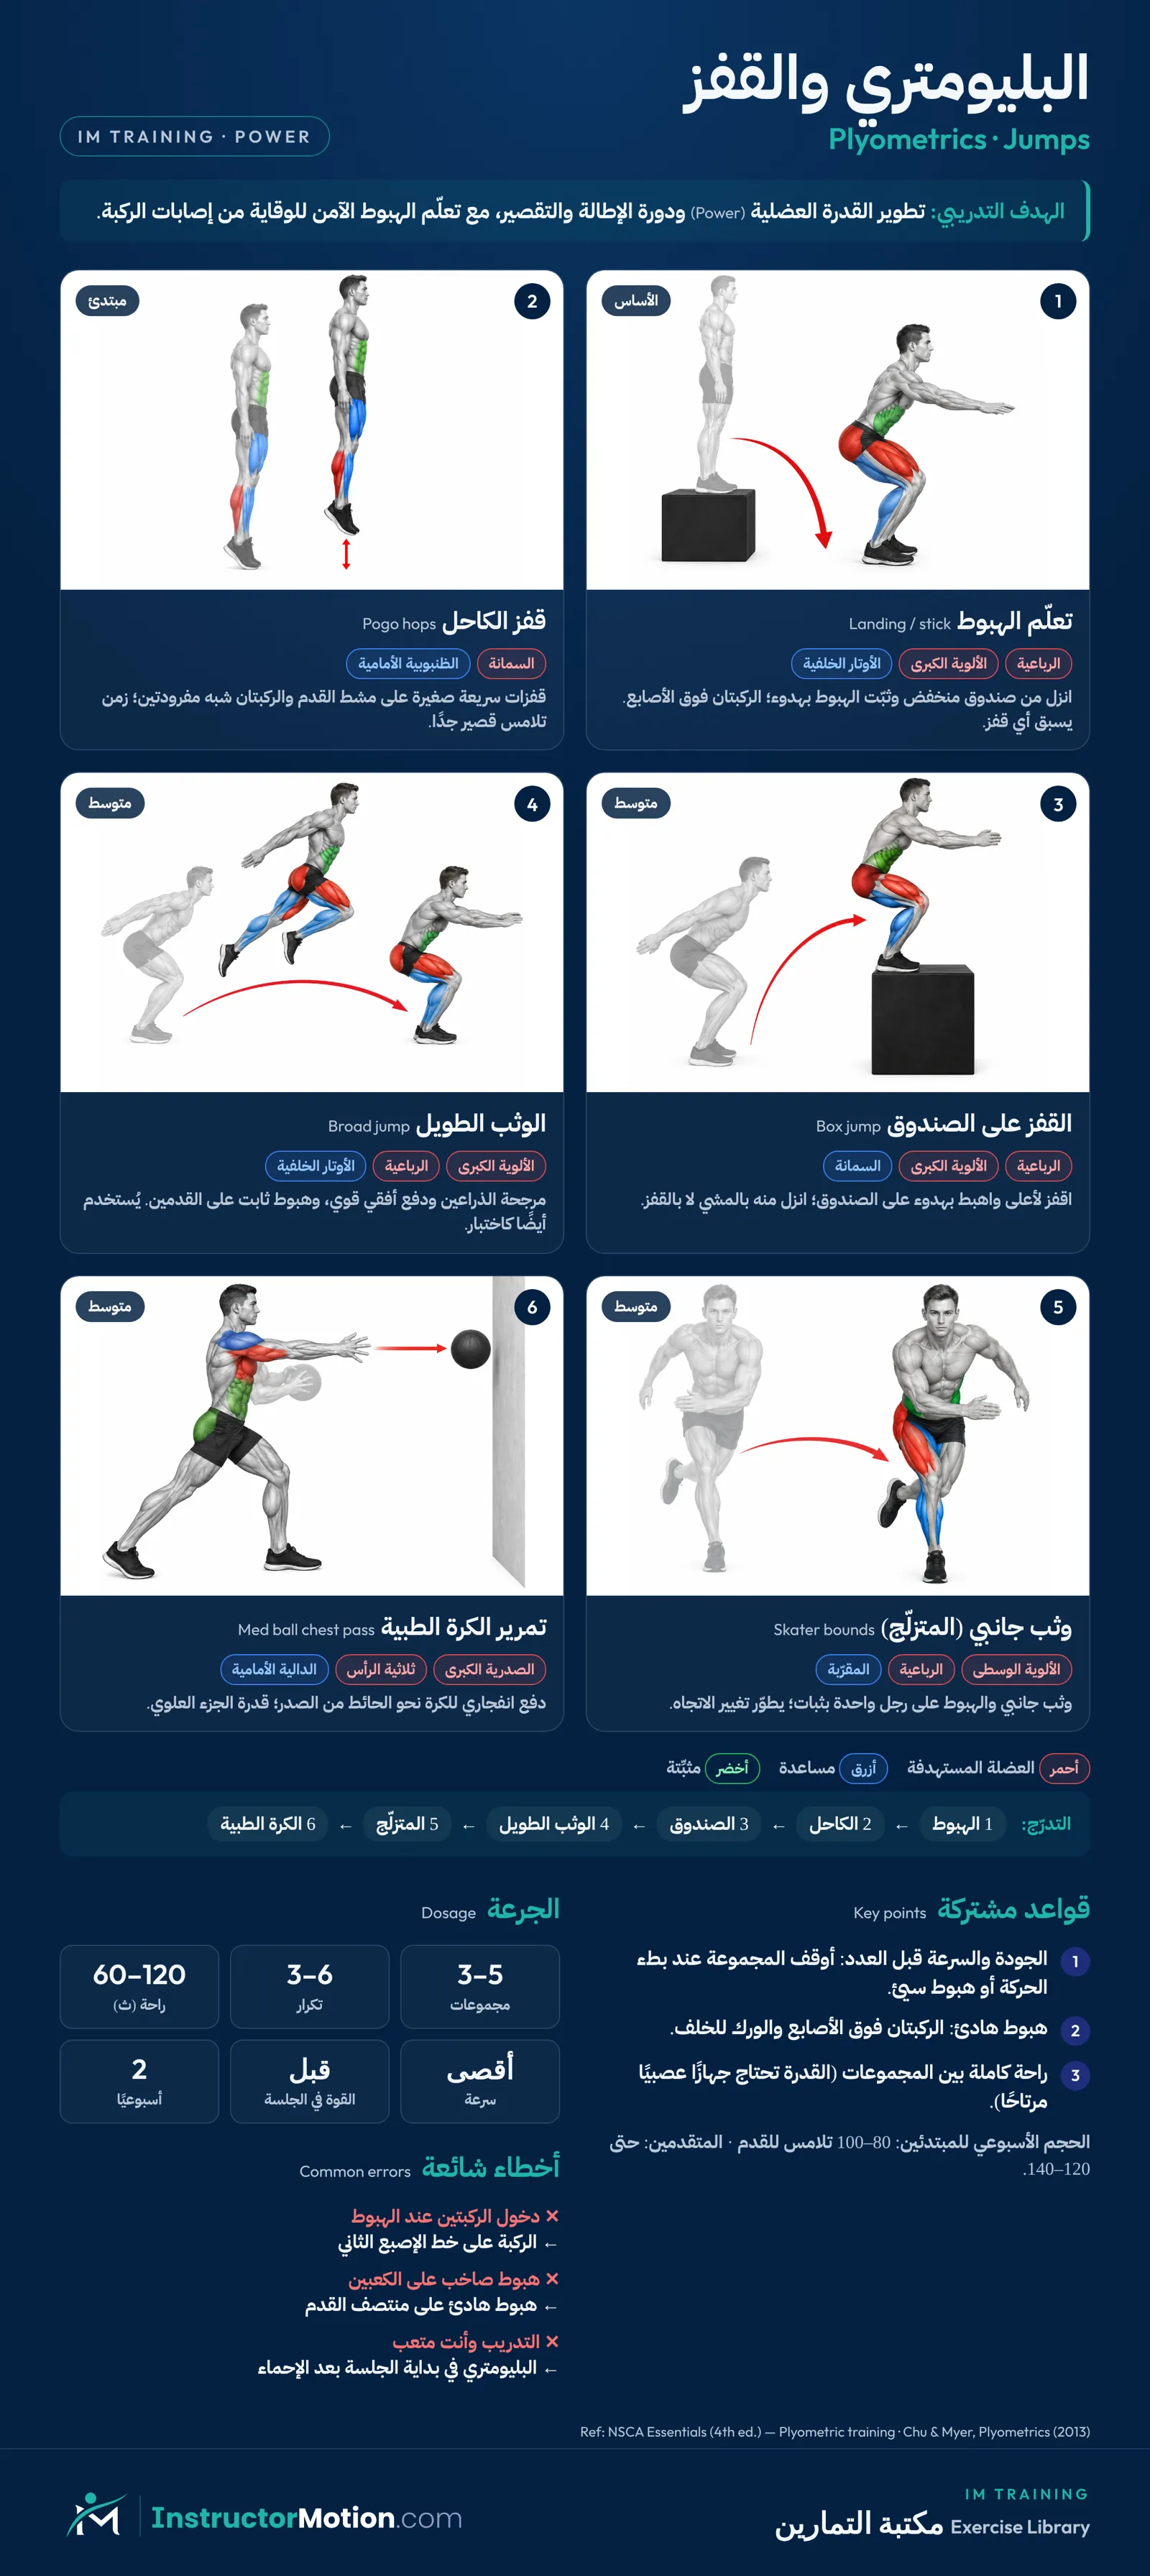 البليومتري والقفز
Plyometrics · Jumps
IM TRAINING · POWER
الهدف التدريبي: تطوير القدرة العضلية (Power) ودورة الإطالة والتقصير، مع تعلّم الهبوط الآمن للوقاية من إصابات الركبة.
1
الأساس
تعلّم الهبوط Landing / stick
الرباعية الألوية الكبرى الأوتار الخلفية
انزل من صندوق منخفض وثبّت الهبوط بهدوء؛ الركبتان فوق الأصابع.
يسبق أي قفز.
2
مبتدئ
قفز الكاحل Pogo hops
السمانة الظنبوبية الأمامية
قفزات سريعة صغيرة على مشط القدم والركبتان شبه مفرودتين؛ زمن
تلامس قصير جدًا.
3
متوسط
القفز على الصندوق Box jump
الرباعية الألوية الكبرى السمانة
اقفز لأعلى واهبط بهدوء على الصندوق؛ انزل منه بالمشي لا بالقفز.
4
متوسط
الوثب الطويل Broad jump
الألوية الكبرى الرباعية الأوتار الخلفية
مرجحة الذراعين ودفع أفقي قوي، وهبوط ثابت على القدمين. يُستخدم
أيضًا كاختبار.
5
متوسط
وثب جانبي (المتزلّج) Skater bounds
الألوية الوسطى الرباعية المقرّبة
وثب جانبي والهبوط على رجل واحدة بثبات؛ يطوّر تغيير الاتجاه.
6
متوسط
تمرير الكرة الطبية Med ball chest pass
الصدرية الكبرى ثلاثية الرأس الدالية الأمامية
دفع انفجاري للكرة نحو الحائط من الصدر؛ قدرة الجزء العلوي.
أحمر العضلة المستهدفة أزرق مساعدة أخضر مثبّتة
التدرّج: 1 الهبوط ← 2 الكاحل ← 3 الصندوق ← 4 الوثب الطويل ← 5 المتزلّج ← 6 الكرة الطبية
قواعد مشتركة Key points
1 الجودة والسرعة قبل العدد: أوقف المجموعة عند بطء
الحركة أو هبوط سيئ.
2 هبوط هادئ: الركبتان فوق الأصابع والورك للخلف.
3 راحة كاملة بين المجموعات (القدرة تحتاج جهازًا عصبيًا
مرتاحًا).
الحجم الأسبوعي للمبتدئين: 80–100 تلامس للقدم · المتقدمين: حتى
120–140.
الجرعة Dosage
3–5
مجموعات
3–6
تكرار
60–120
راحة (ث)
أقصى
سرعة
قبل
القوة في الجلسة
2
أسبوعيًا
أخطاء شائعة Common errors
✕ دخول الركبتين عند الهبوط
← الركبة على خط الإصبع الثاني
✕ هبوط صاخب على الكعبين
← هبوط هادئ على منتصف القدم
✕ التدريب وأنت متعب
← البليومتري في بداية الجلسة بعد الإحماء
Ref: NSCA Essentials (4th ed.) — Plyometric training · Chu & Myer, Plyometrics (2013)
IM TRAINING
مكتبة التمارين Exercise Library
InstructorMotion.com